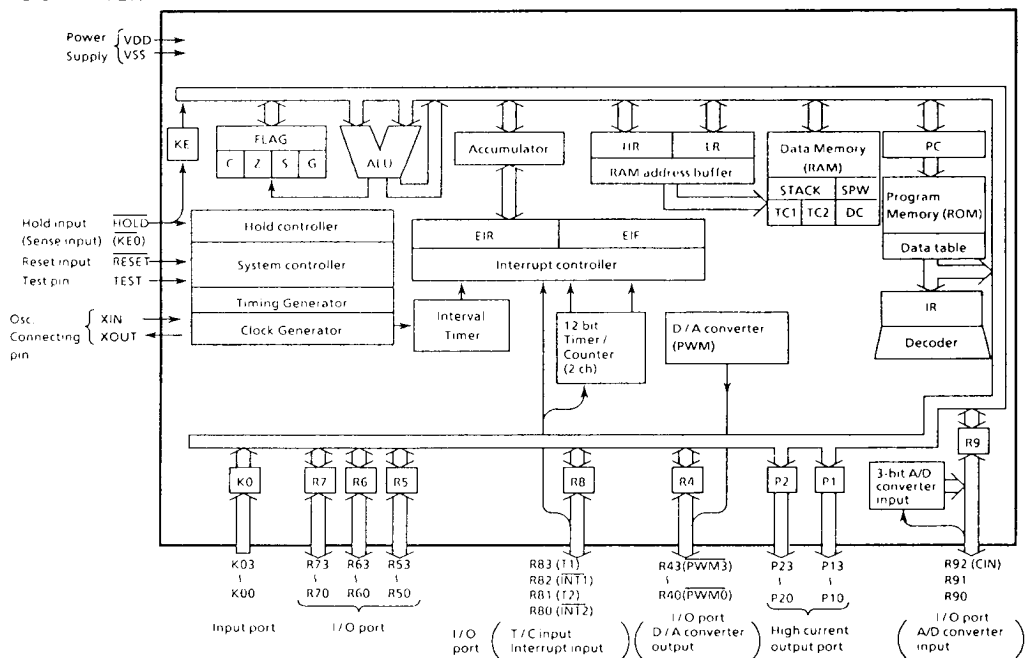 Power
Supply
VDD
VSS
KE
FLAG
C Z S G
ALU
Accumulator
HR LR
RAM address buffer
Data Memory
(RAM)
STACK SPW
TC1 TC2 DC
PC
Program
Memory (ROM)
Data table
Hold input HOLD
(Sense input) (KE0)
Reset input RESET
Test pin TEST
Osc.
Connecting
pin
XIN
XOUT
Hold controller
System controller
Timing Generator
Clock Generator
EIR EIF
Interrupt controller
Interval
Timer
12 bit
Timer /
Counter
(2 ch)
D / A converter
(PWM)
IR
Decoder
R9
3-bit A/D
converter
input
K0 R7 R6 R5 R8 R4 P2 P1
K03
~
K00
Input port
R73 R63 R53
~ ~ ~
R70 R60 R50
I / O port
R83 (T1)
R82 (INT1)
R81 (T2)
R80 (INT2)
I / O
port
( T / C input
Interrupt input )
R43 (PWM3)
~
R40 (PWM0)
I / O port
( D / A converter
output )
P23 P13
~ ~
P20 P10
High current
output port
R92 (CIN)
R91
R90
I / O port
( A/D converter
input )